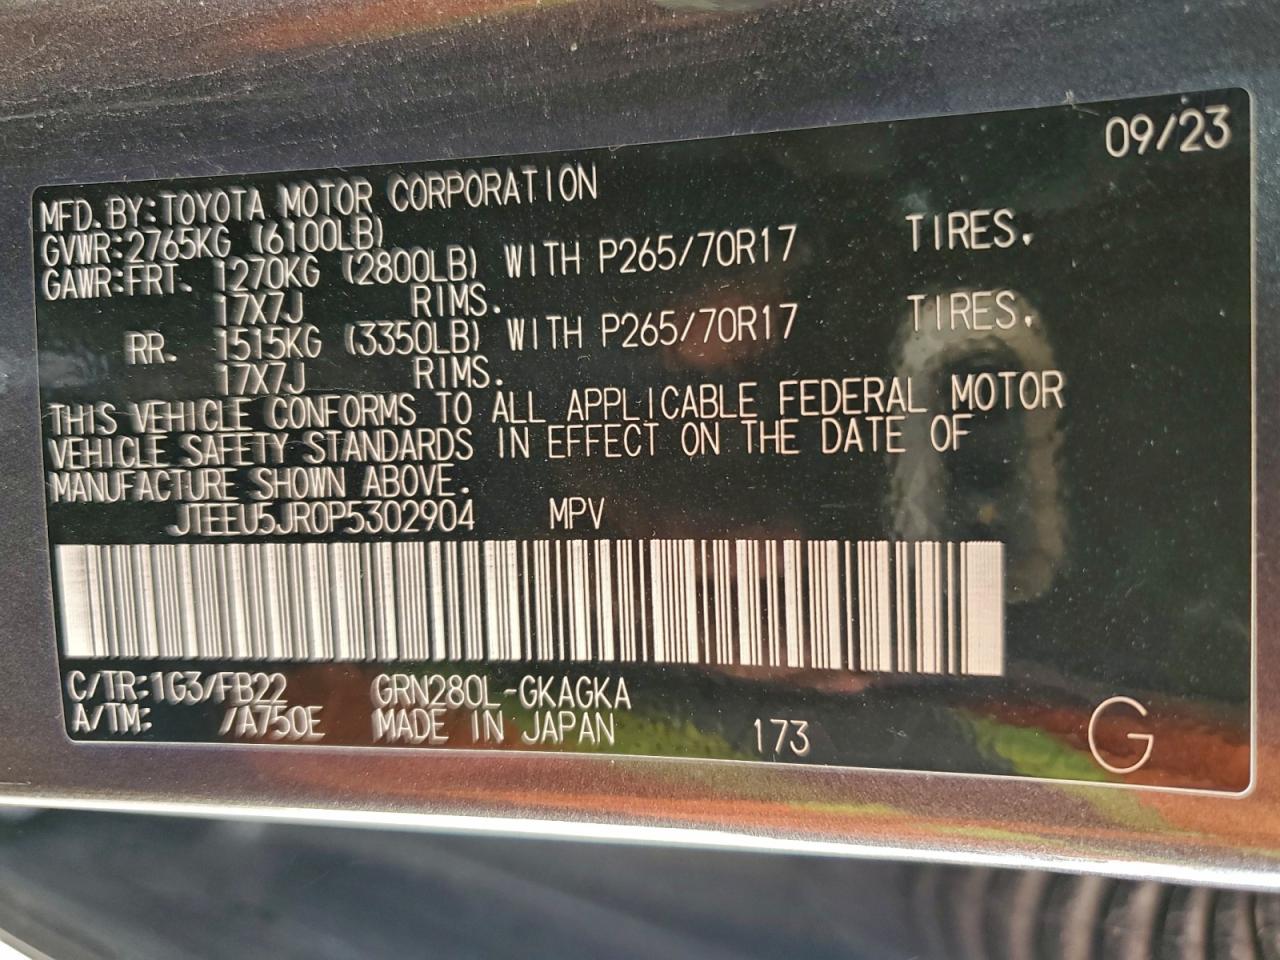 09/23
MFD. BY: TOYOTA MOTOR CORPORATION
GVWR: 2765KG (6100LB)
GAWR: FRT. 1270KG (2800LB) WITH P265/70R17 TIRES.
17X7J RIMS.
RR. 1515KG (3350LB) WITH P265/70R17 TIRES.
17X7J RIMS.
THIS VEHICLE CONFORMS TO ALL APPLICABLE FEDERAL MOTOR
VEHICLE SAFETY STANDARDS IN EFFECT ON THE DATE OF
MANUFACTURE SHOWN ABOVE.
JTEEU5JR0P5302904 MPV
C/TR: 1G3/FB22 GRN280L-GKAGKA
A/TM: /A750E MADE IN JAPAN 173 G